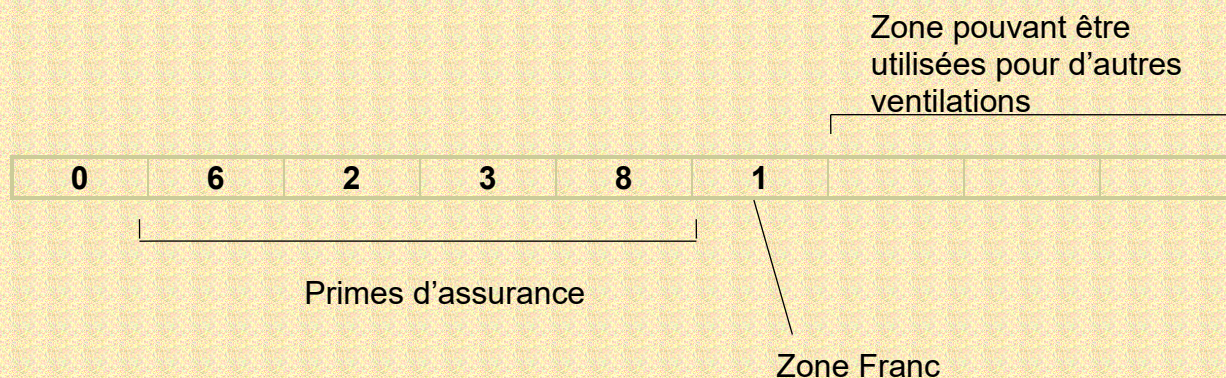 Zone pouvant être
utilisées pour d'autres
ventilations
0 6 2 3 8 1
Primes d’assurance
Zone Franc